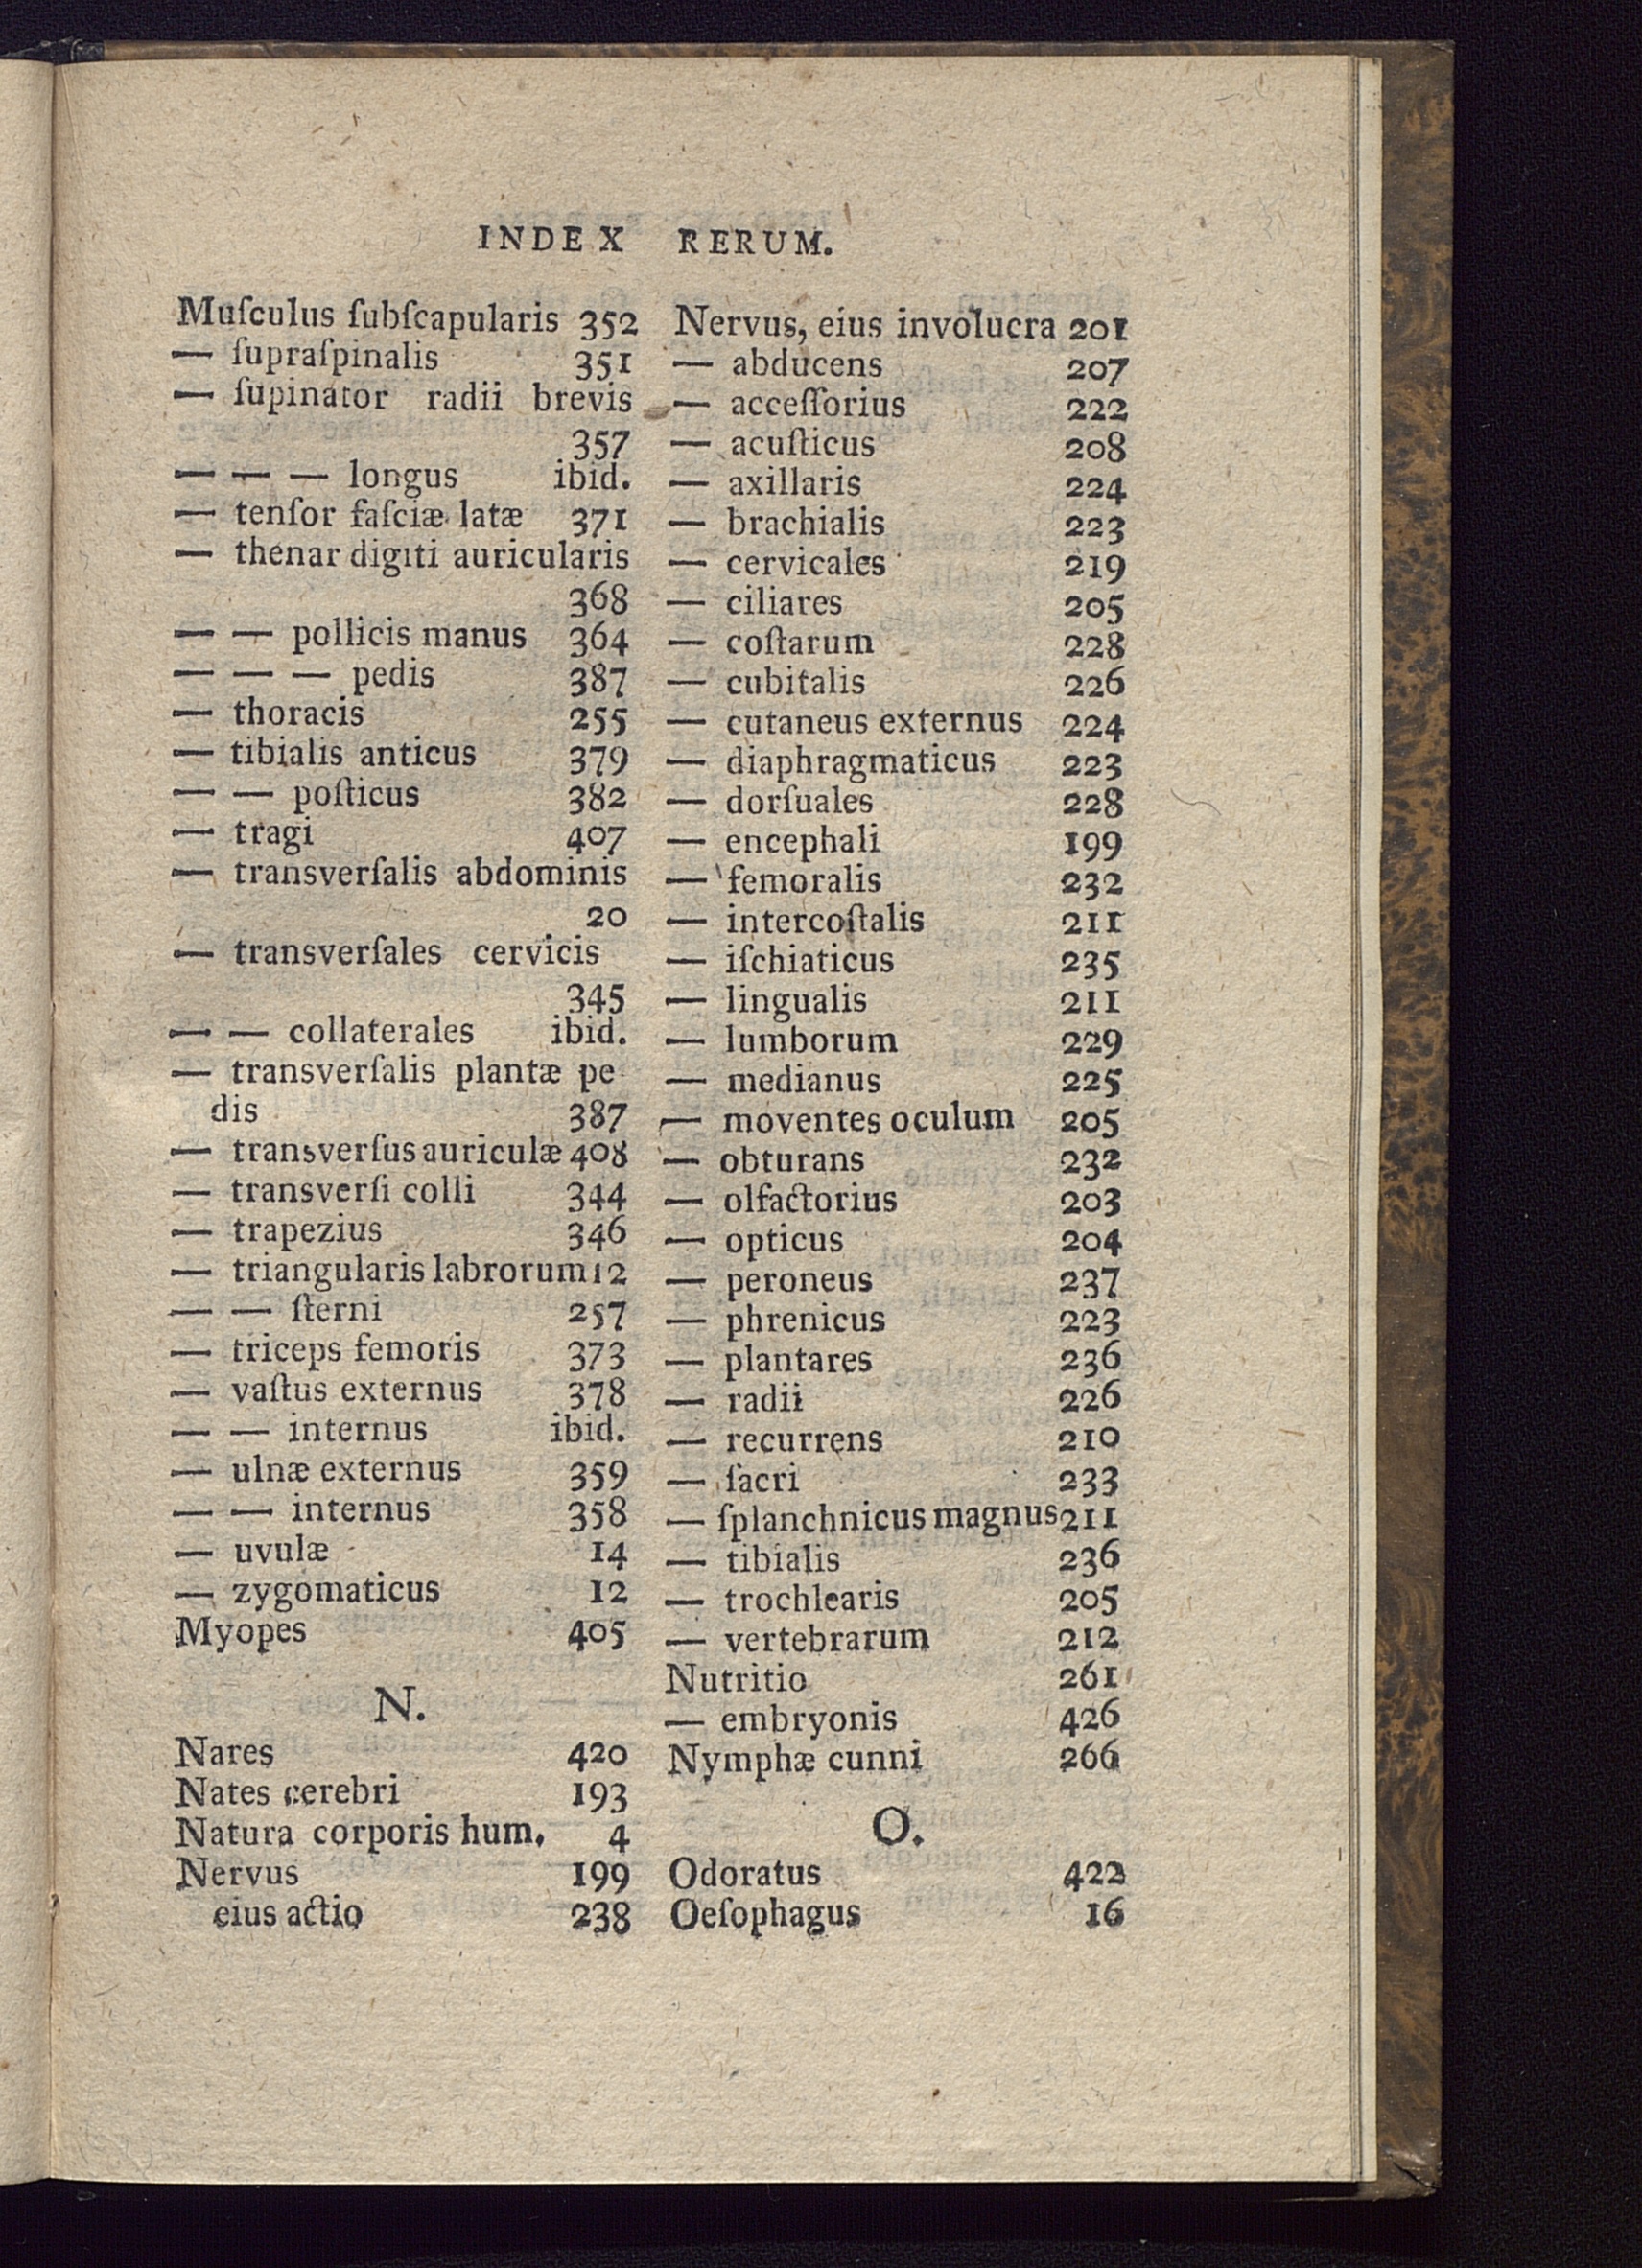 INDEX RERUM.
Muſculus ſubſcapularis 352
— ſupraſpinalis 351
— ſupinator radii brevis
357
— — — longus ibid.
— tenſor faſciæ latæ 371
— thenar digiti auricularis
368
— — pollicis manus 364
— — — pedis 387
— thoracis 255
— tibialis anticus 379
— — poſticus 382
— tragi 407
— transverſalis abdominis
20
— transverſales cervicis
345
— — collaterales ibid.
— transverſalis plantæ pe
dis 387
— transverſus auriculæ 408
— transverſi colli 344
— trapezius 346
— triangularis labrorum 12
— — ſterni 257
— triceps femoris 373
— vaſtus externus 378
— — internus ibid.
— ulnæ externus 359
— — internus 358
— uvulæ 14
— zygomaticus 12
Myopes 405
N.
Nares 420
Nates cerebri 193
Natura corporis hum. 4
Nervus 199
eius actio 238
Nervus, eius involucra 201
— abducens 207
— acceſſorius 222
— acuſticus 208
— axillaris 224
— brachialis 223
— cervicales 219
— ciliares 205
— coſtarum 228
— cubitalis 226
— cutaneus externus 224
— diaphragmaticus 223
— dorſuales 228
— encephali 199
— femoralis 232
— intercoſtalis 211
— iſchiaticus 235
— lingualis 211
— lumborum 229
— medianus 225
— moventes oculum 205
— obturans 232
— olfactorius 203
— opticus 204
— peroneus 237
— phrenicus 223
— plantares 236
— radii 226
— recurrens 210
— ſacri 233
— ſplanchnicus magnus 211
— tibialis 236
— trochlearis 205
— vertebrarum 212
Nutritio 261
— embryonis 426
Nymphæ cunni 266
O.
Odoratus 422
Oeſophagus 16